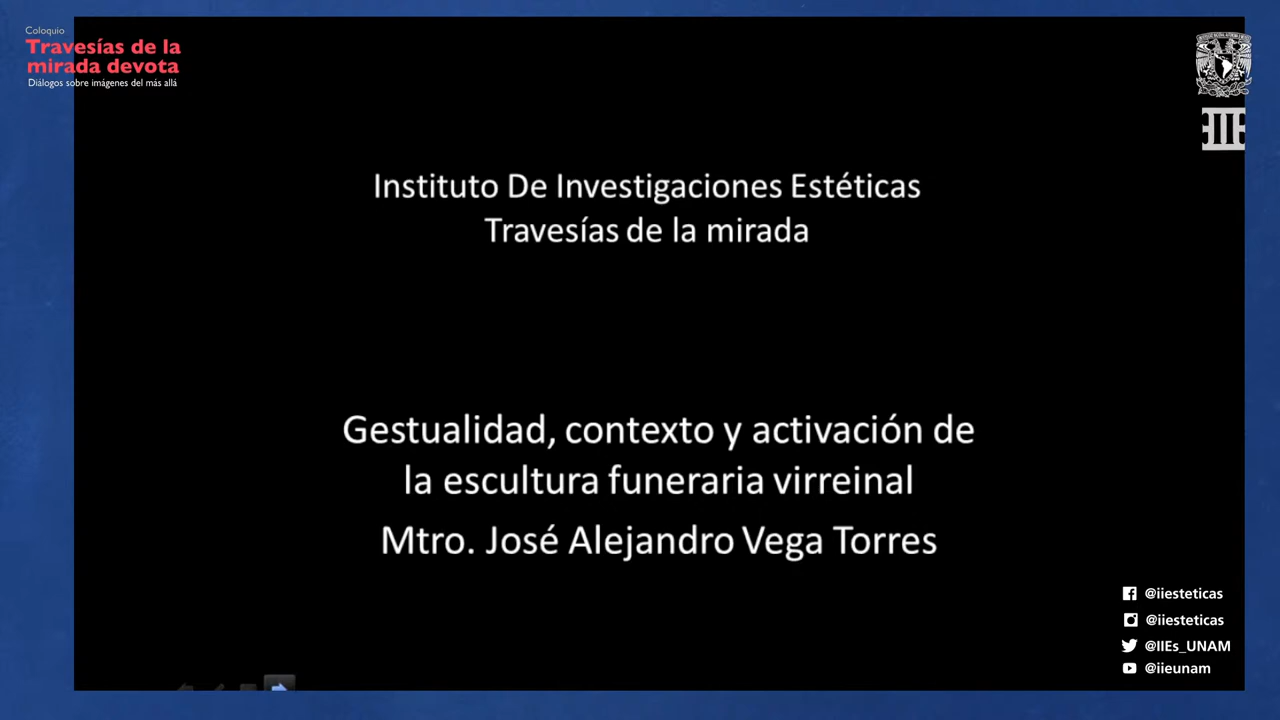 Coloquio
Travesías de la
mirada devota
Diálogos sobre imágenes del más allá
Instituto De Investigaciones Estéticas
Travesías de la mirada
Gestualidad, contexto y activación de
la escultura funeraria virreinal
Mtro. José Alejandro Vega Torres
@iiesteticas
@iiesteticas
@IIEs_UNAM
@iieunam